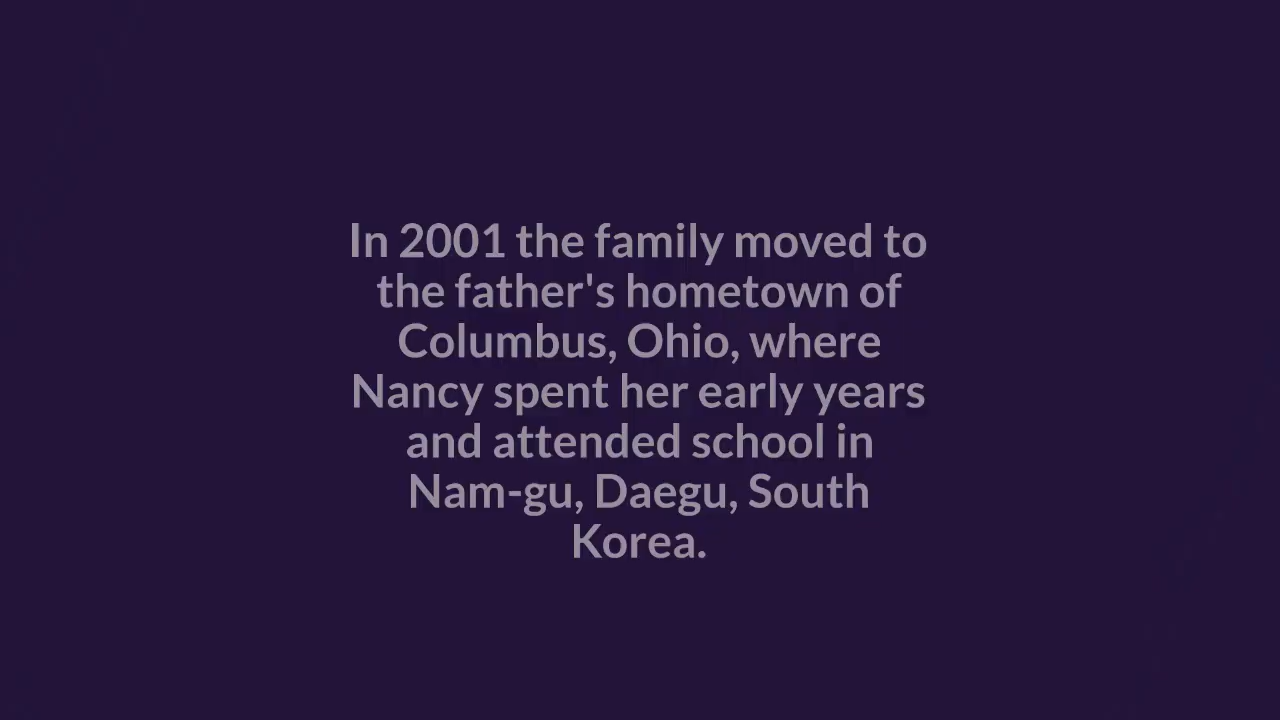 In 2001 the family moved to
the father's hometown of
Columbus, Ohio, where
Nancy spent her early years
and attended school in
Nam-gu, Daegu, South
Korea.